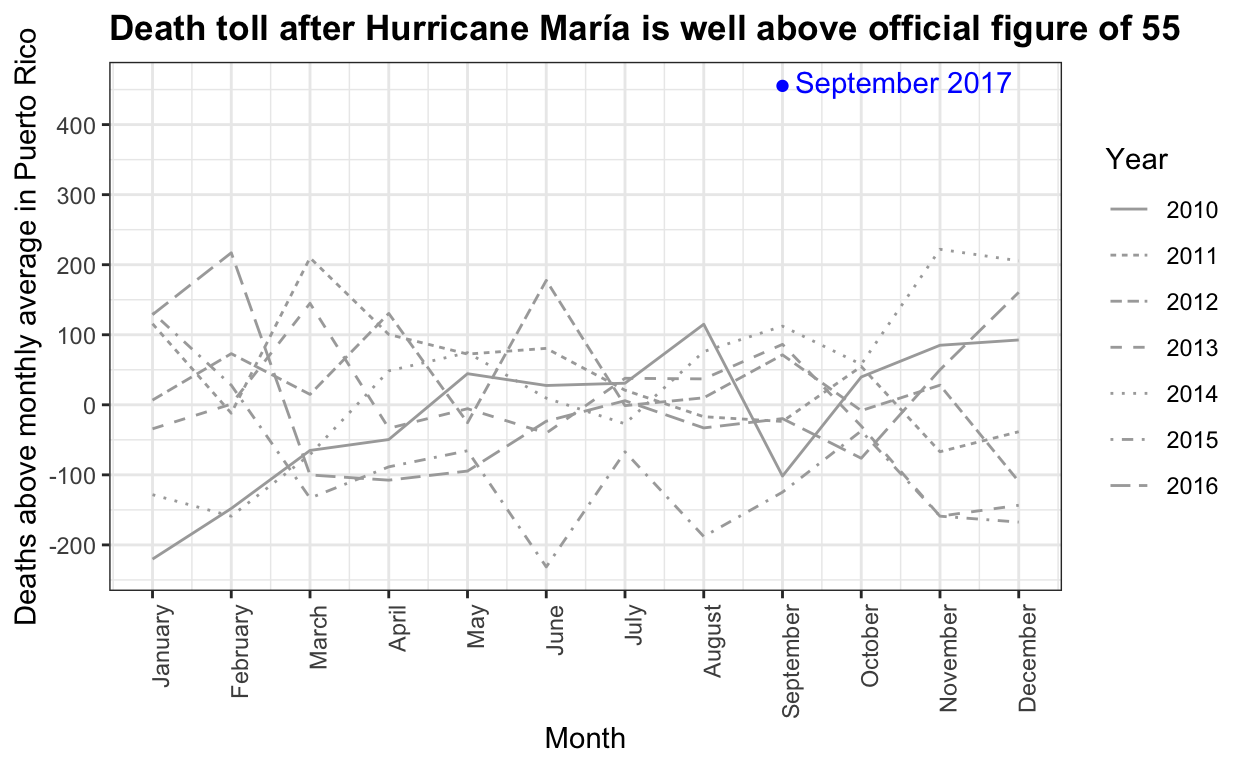 Death toll after Hurricane María is well above official figure of 55
Deaths above monthly average in Puerto Rico
400
300
200
100
0
-100
-200
September 2017
January
February
March
April
May
June
July
August
September
October
November
December
Month
Year
2010
2011
2012
2013
2014
2015
2016